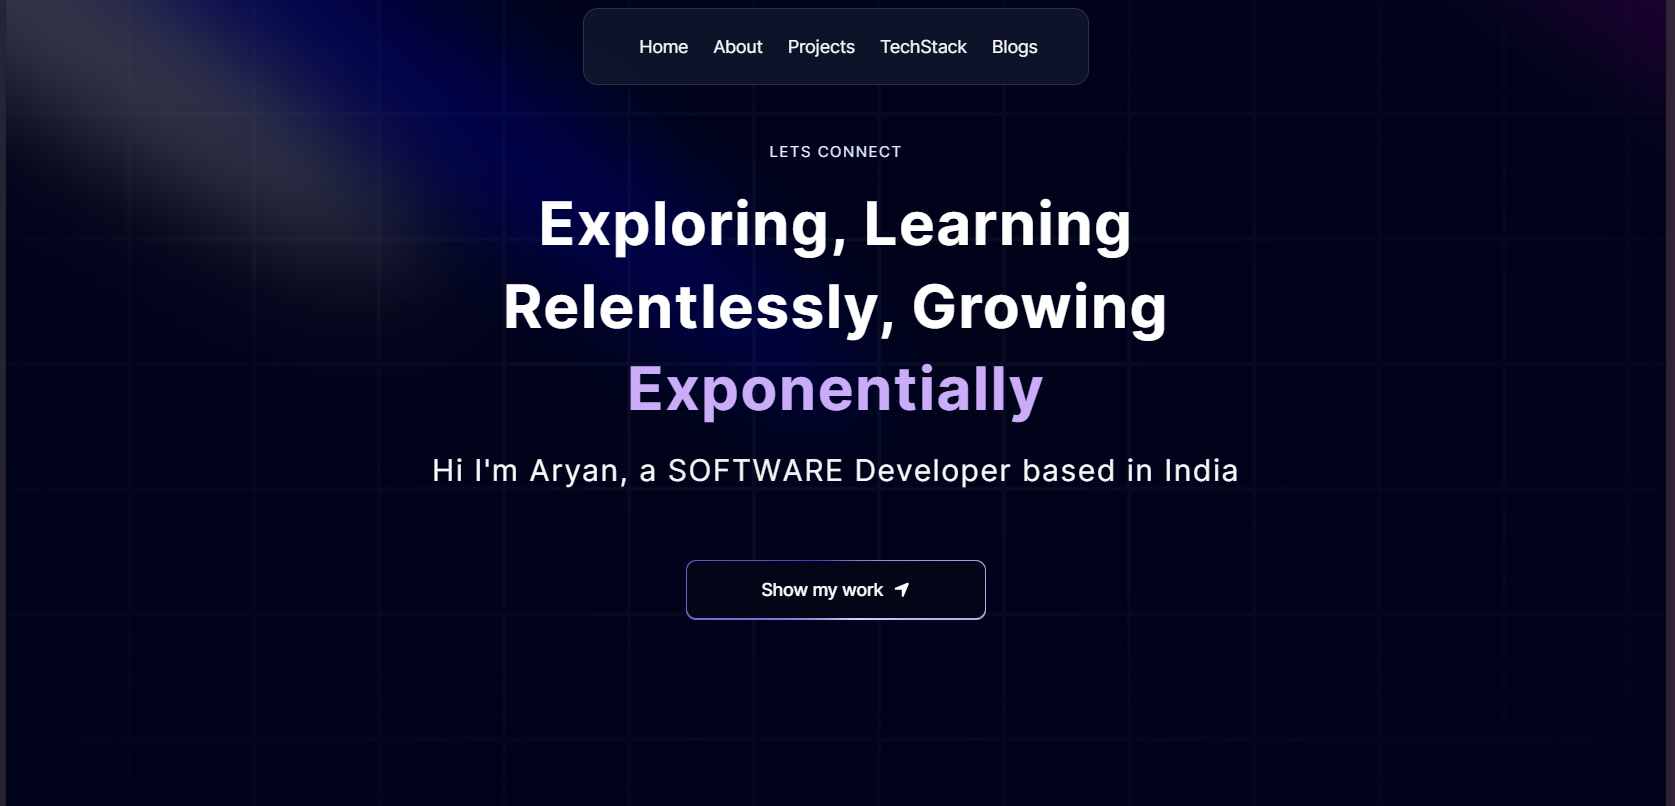 Home About Projects TechStack Blogs
LETS CONNECT
Exploring, Learning
Relentlessly, Growing
Exponentially
Hi I'm Aryan, a SOFTWARE Developer based in India
Show my work